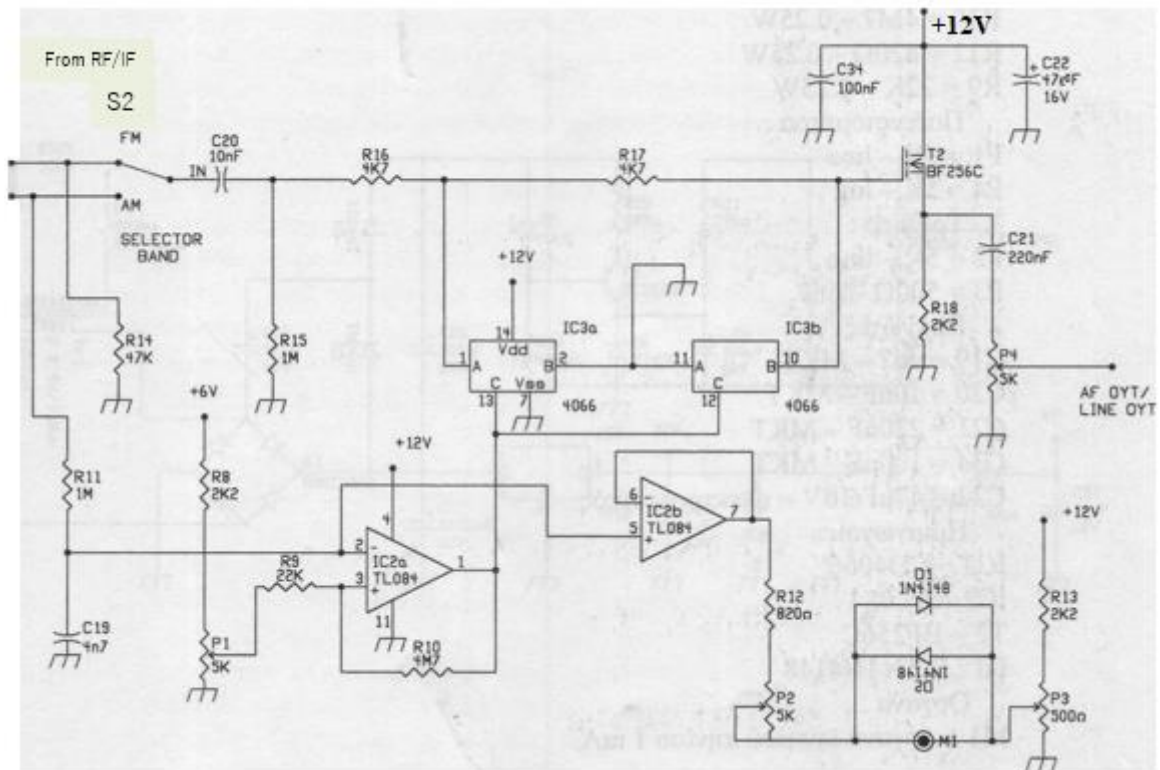 +12V
From RF/IF
S2
FM
AM
SELECTOR
BAND
C20
10nF
IN
R16
4K7
R17
4K7
C34
100nF
C22
16V
T2
BF256C
C21
220nF
R14
47K
R15
1M
+12V
14
Vdd
IC3a
1
A
B
2
C
Vss
13
7
4066
IC3b
11
A
B
10
C
12
4066
R18
2K2
P4
5K
AF OYT/
LINE OYT
R11
1M
+6V
R8
2K2
+12V
4
2
-
IC2a
TL084
3
+
1
11
R9
22K
6
-
IC2b
TL084
5
+
7
+12V
C19
4n7
P1
5K
R10
4M7
R12
820Ω
D1
1N4148
1N4148
D2
R13
2K2
P2
5K
M1
P3
500Ω